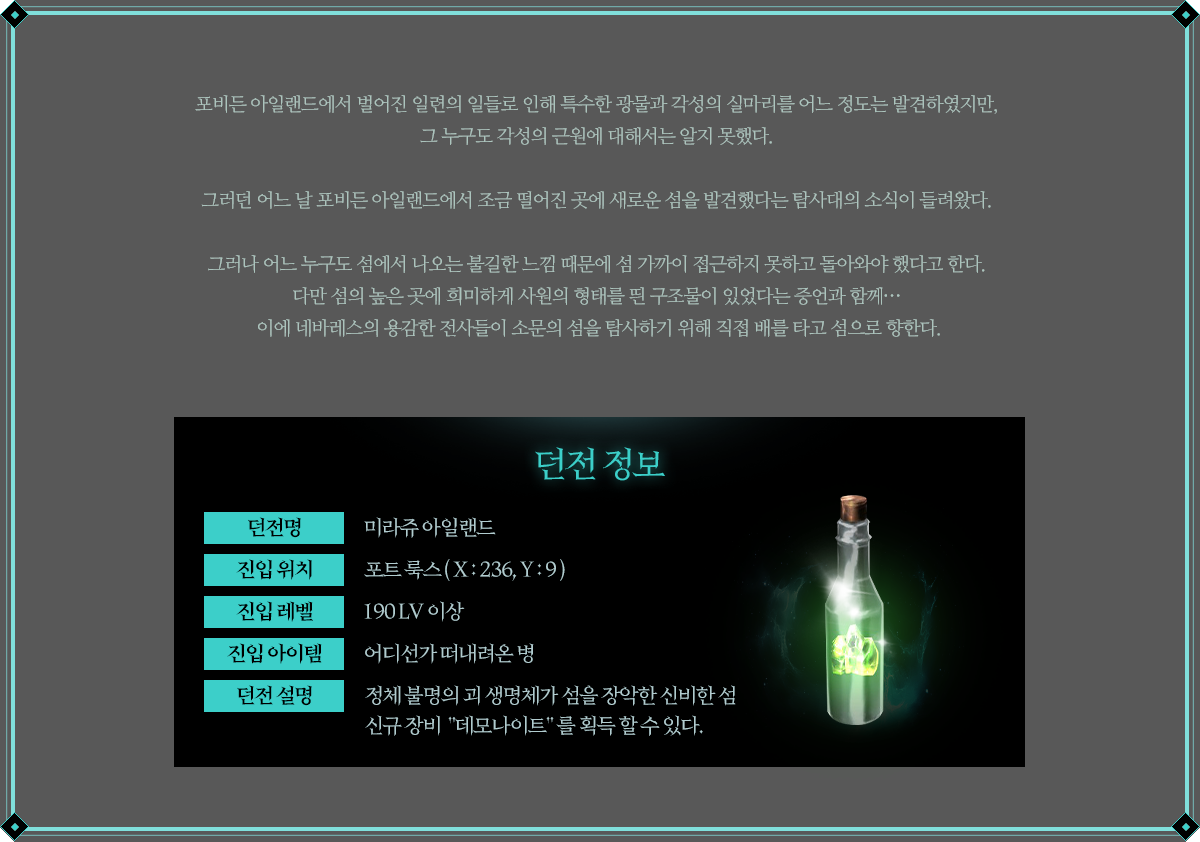 포비든 아일랜드에서 벌어진 일련의 일들로 인해 특수한 광물과 각성의 실마리를 어느 정도는 발견하였지만,
그 누구도 각성의 근원에 대해서는 알지 못했다.
그러던 어느 날 포비든 아일랜드에서 조금 떨어진 곳에 새로운 섬을 발견했다는 탐사대의 소식이 들려왔다.
그러나 어느 누구도 섬에서 나오는 불길한 느낌 때문에 섬 가까이 접근하지 못하고 돌아와야 했다고 한다.
다만 섬의 높은 곳에 희미하게 사원의 형태를 띈 구조물이 있었다는 증언과 함께…
이에 네바레스의 용감한 전사들이 소문의 섬을 탐사하기 위해 직접 배를 타고 섬으로 향한다.
던전 정보
던전명 미라쥬 아일랜드
진입 위치 포트 룩스 ( X : 236, Y : 9 )
진입 레벨 190 LV 이상
진입 아이템 어디선가 떠내려온 병
던전 설명 정체 불명의 괴 생명체가 섬을 장악한 신비한 섬
신규 장비 "데모나이트" 를 획득 할 수 있다.